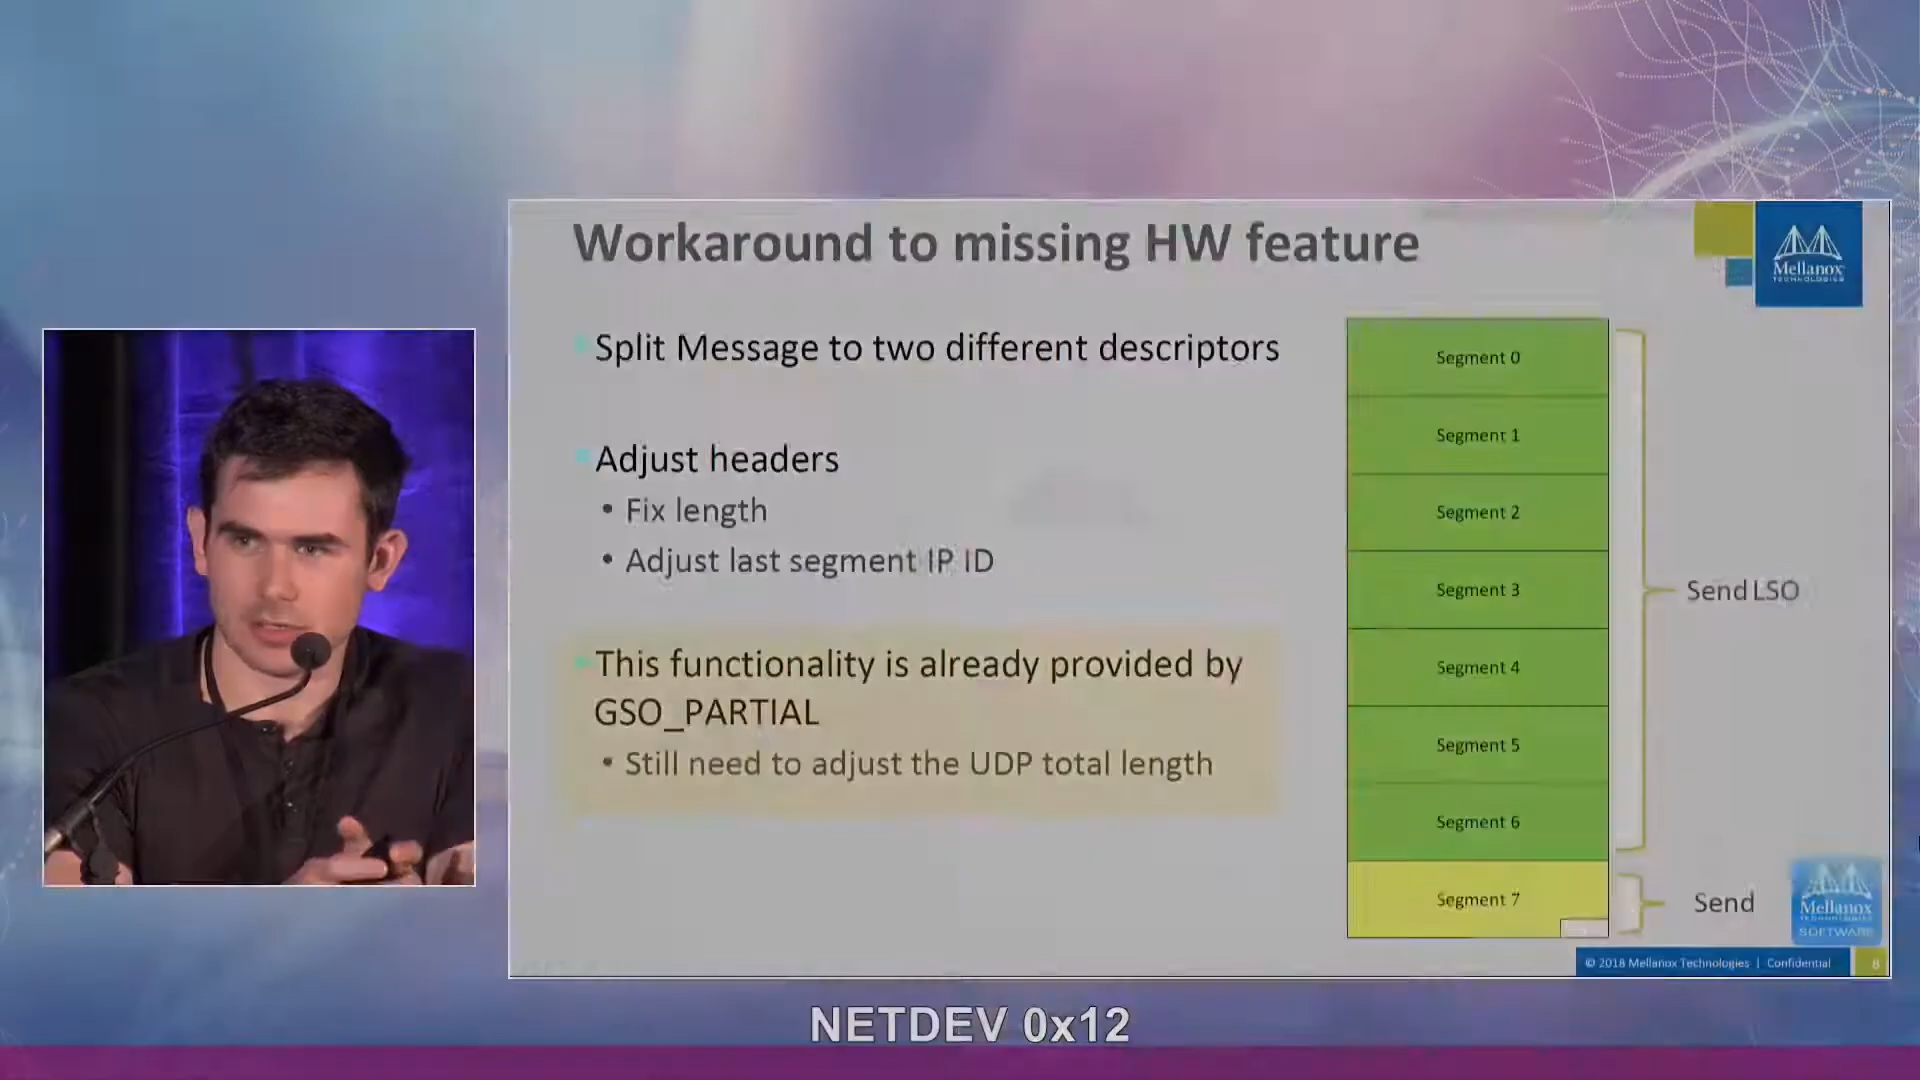 Workaround to missing HW feature
Mellanox
TECHNOLOGIES
Split Message to two different descriptors
Adjust headers
• Fix length
• Adjust last segment IP ID
This functionality is already provided by
GSO_PARTIAL
• Still need to adjust the UDP total length
Segment 0
Segment 1
Segment 2
Segment 3
Segment 4
Segment 5
Segment 6
Segment 7
Send LSO
Send
Mellanox
TECHNOLOGIES
SOFTWARE
© 2018 Mellanox Technologies | Confidential
8
NETDEV 0x12